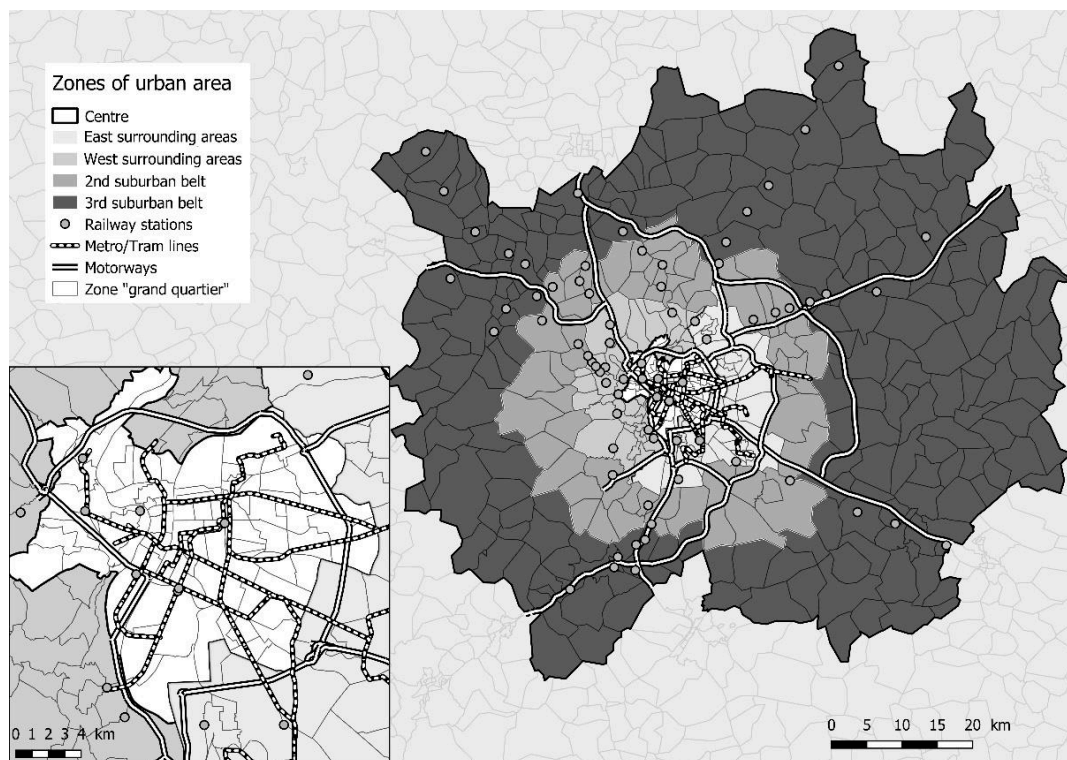 Zones of urban area
Centre
East surrounding areas
West surrounding areas
2nd suburban belt
3rd suburban belt
Railway stations
Metro/Tram lines
Motorways
Zone "grand quartier"
0 1 2 3 4 km
0 5 10 15 20 km